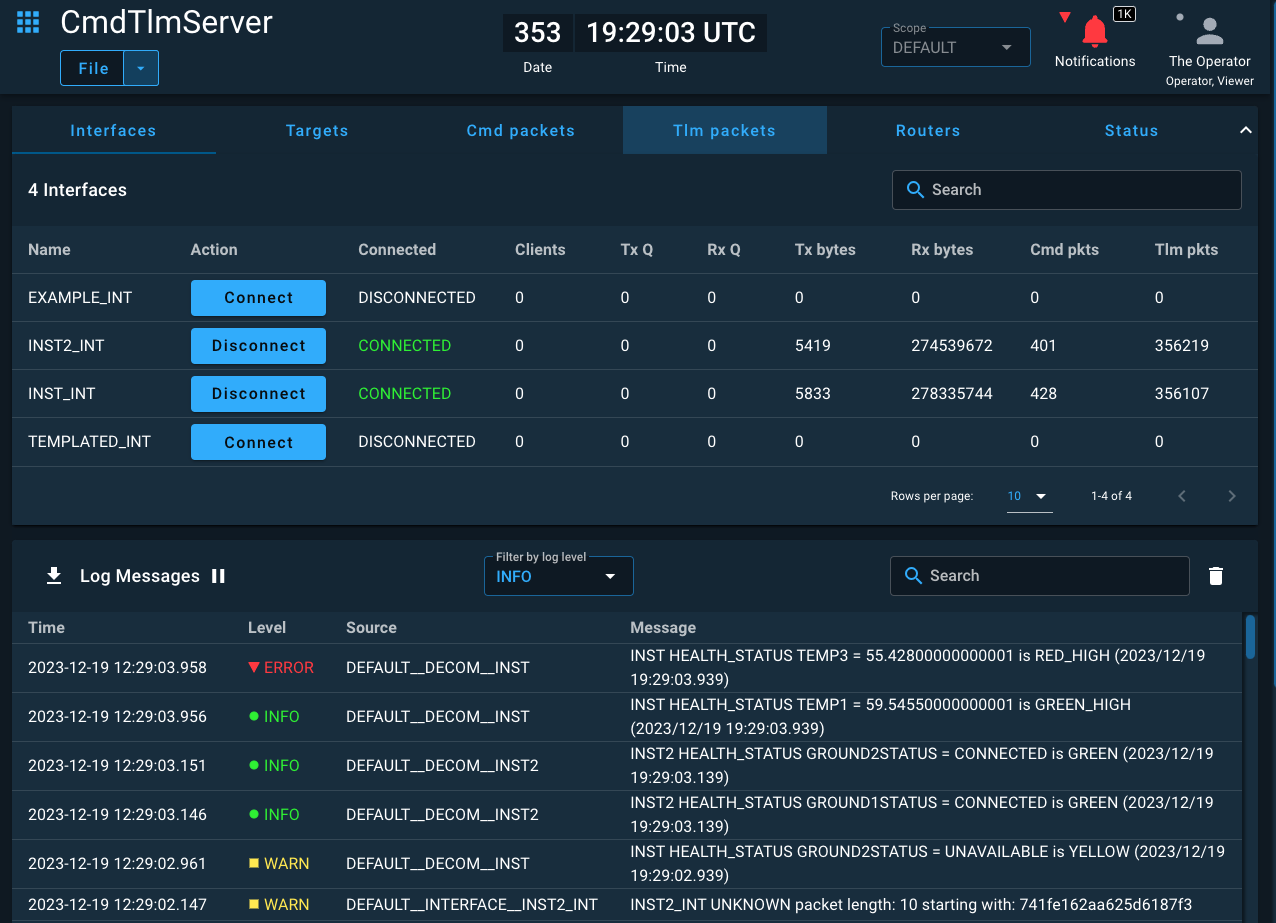 CmdTlmServer
File
353 19:29:03 UTC
Date Time
Scope
DEFAULT
1K
Notifications
The Operator
Operator, Viewer
Interfaces Targets Cmd packets Tlm packets Routers Status
4 Interfaces
Search
Name Action Connected Clients Tx Q Rx Q Tx bytes Rx bytes Cmd pkts Tlm pkts
EXAMPLE_INT Connect DISCONNECTED 0 0 0 0 0 0 0
INST2_INT Disconnect CONNECTED 0 0 0 5419 274539672 401 356219
INST_INT Disconnect CONNECTED 0 0 0 5833 278335744 428 356107
TEMPLATED_INT Connect DISCONNECTED 0 0 0 0 0 0 0
Rows per page: 10 1-4 of 4
Log Messages
Filter by log level
INFO
Search
Time Level Source Message
2023-12-19 12:29:03.958 ERROR DEFAULT__DECOM__INST INST HEALTH_STATUS TEMP3 = 55.42800000000001 is RED_HIGH (2023/12/19
19:29:03.939)
2023-12-19 12:29:03.956 INFO DEFAULT__DECOM__INST INST HEALTH_STATUS TEMP1 = 59.54550000000001 is GREEN_HIGH
(2023/12/19 19:29:03.939)
2023-12-19 12:29:03.151 INFO DEFAULT__DECOM__INST2 INST2 HEALTH_STATUS GROUND2STATUS = CONNECTED is GREEN (2023/12/19
19:29:03.139)
2023-12-19 12:29:03.146 INFO DEFAULT__DECOM__INST2 INST2 HEALTH_STATUS GROUND1STATUS = CONNECTED is GREEN (2023/12/19
19:29:03.139)
2023-12-19 12:29:02.961 WARN DEFAULT__DECOM__INST INST HEALTH_STATUS GROUND2STATUS = UNAVAILABLE is YELLOW (2023/12/19
19:29:02.939)
2023-12-19 12:29:02.147 WARN DEFAULT__INTERFACE__INST2_INT INST2_INT UNKNOWN packet length: 10 starting with: 741fe162aa625d6187f3